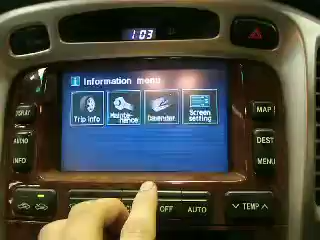 1:03
Information menu
i
Trip info
Mainte-
nance
Calendar
Screen
setting
DISPLAY
AUDIO
INFO
MAP
DEST
MENU
OFF
AUTO
TEMP